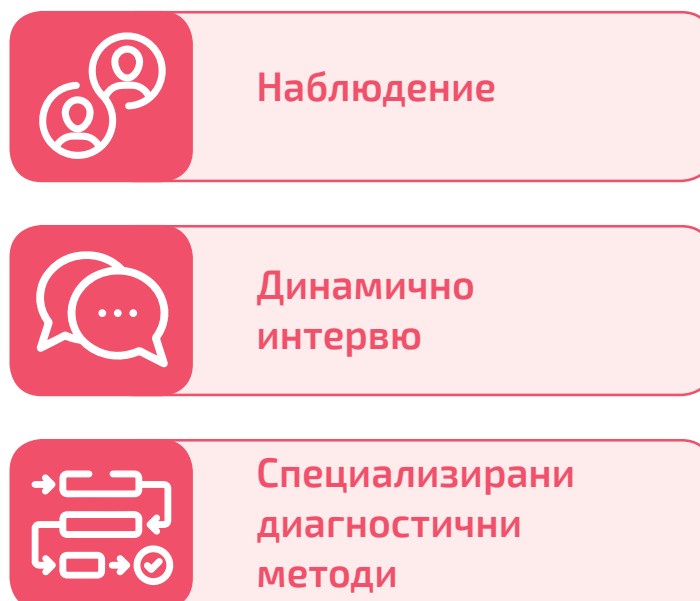 Наблюдение
Динамично
интервю
Специализирани
диагностични
методи